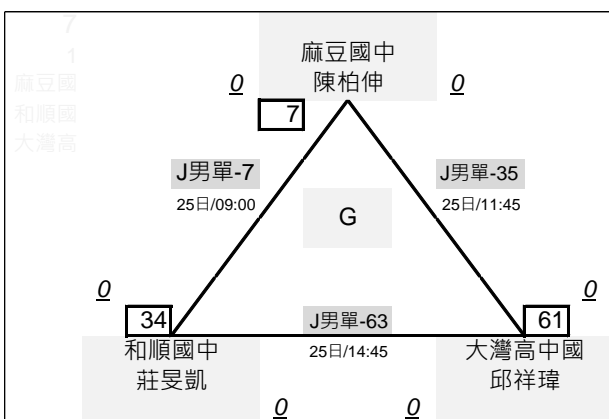 7
1
麻豆國
和順國
大灣高
麻豆國中
陳柏伸
0
0
7
J男單-7
25日/09:00
J男單-35
25日/11:45
G
0
0
34
61
J男單-63
25日/14:45
和順國中
莊旻凱
大灣高中國
邱祥瑋
0
0